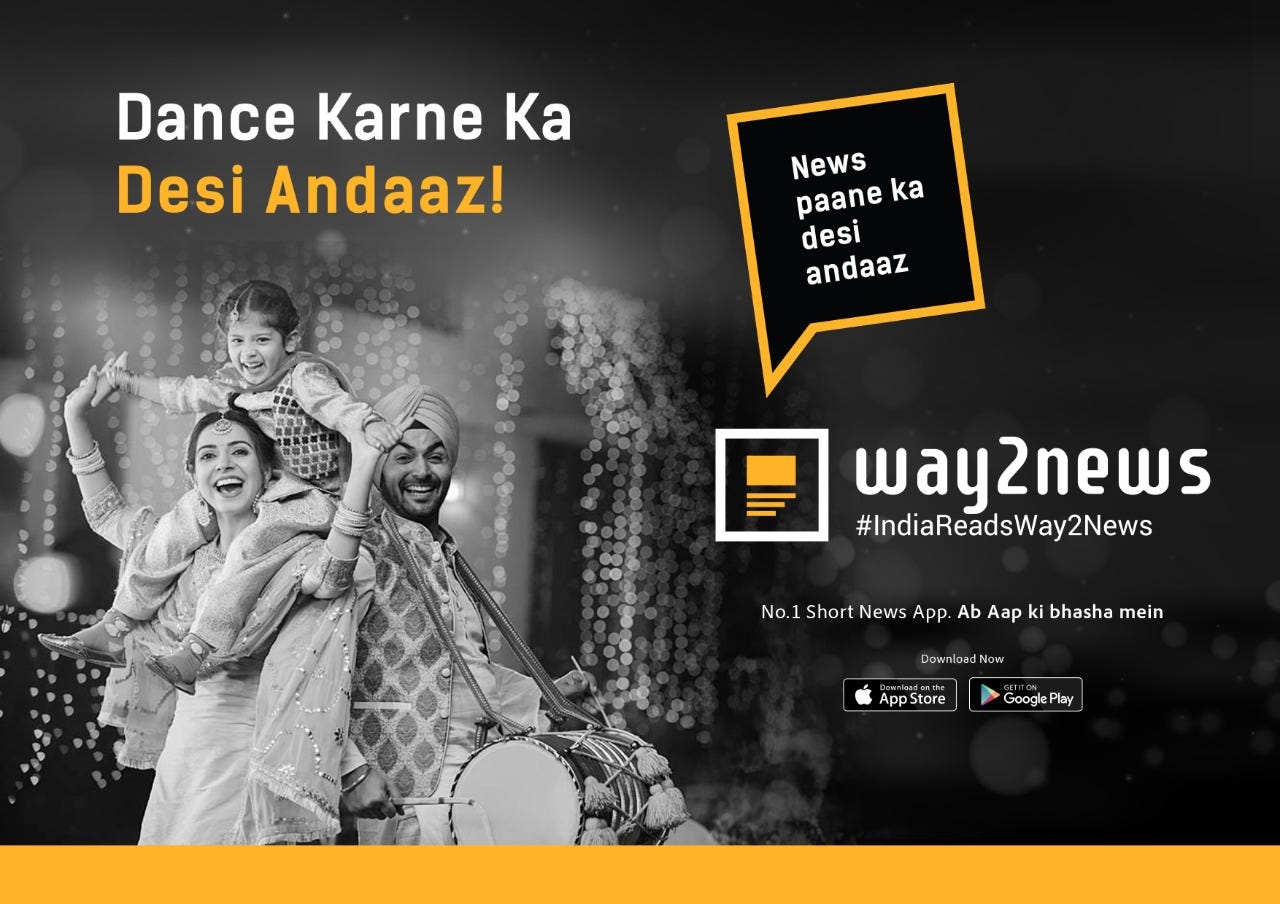 Dance Karne Ka
Desi Andaaz!
News
paane ka
desi
andaaz
way2news
#IndiaReadsWay2News
No.1 Short News App. Ab Aap ki bhasha mein
Download Now
Download on the
App Store
GET IT ON
Google Play